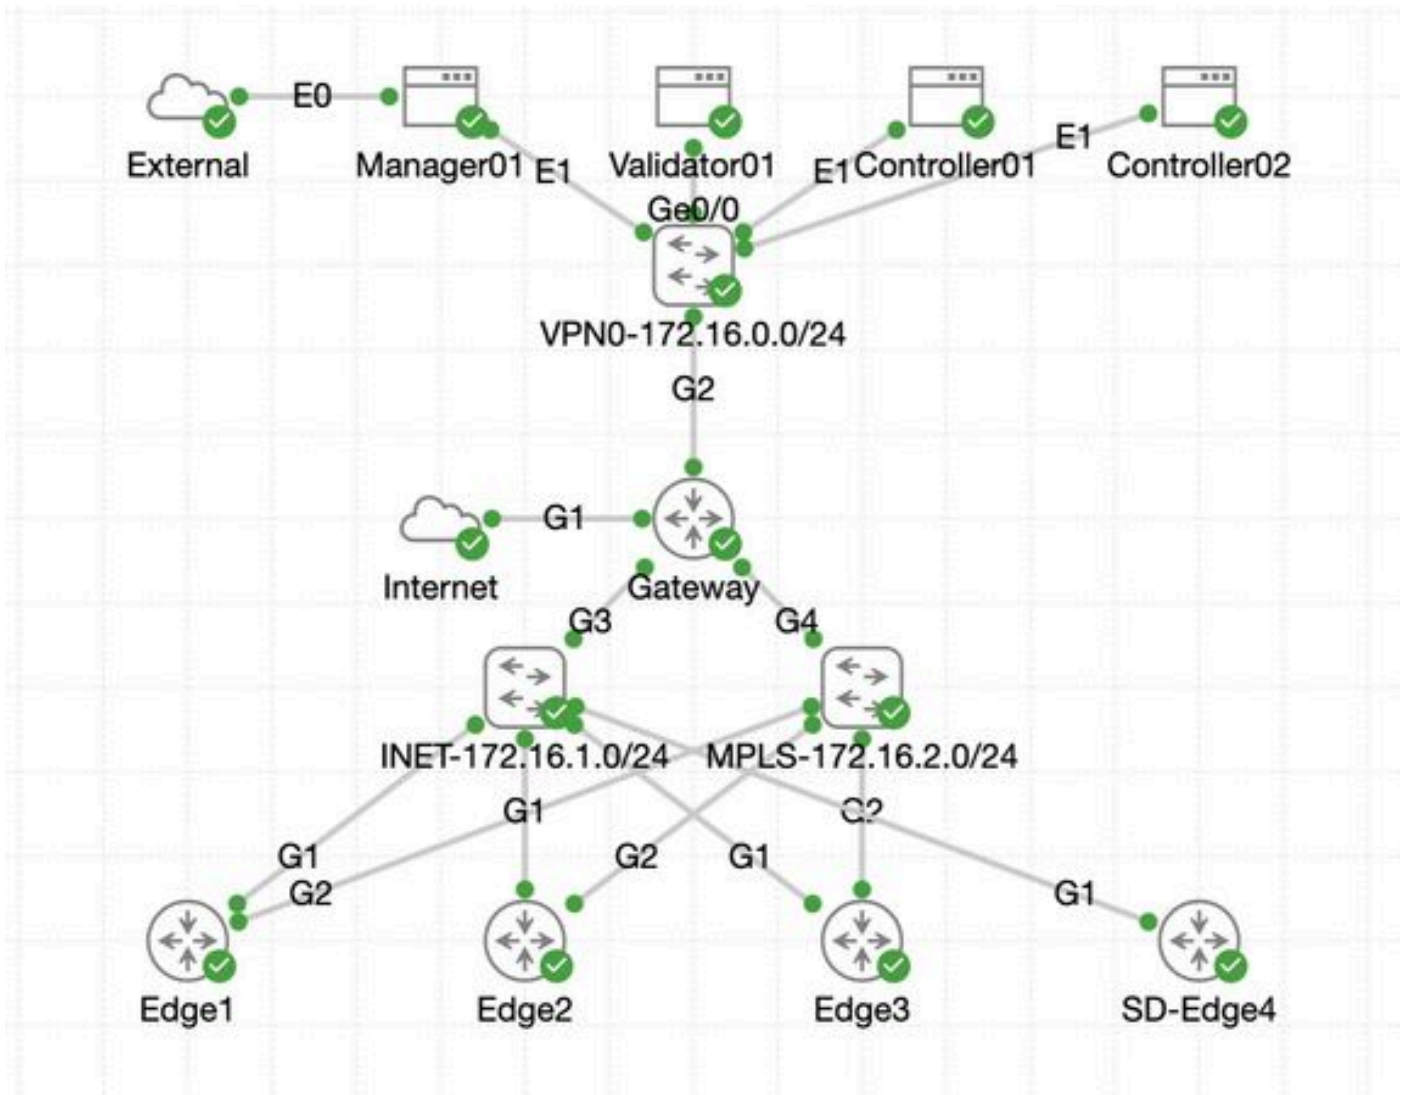 E0
External
Manager01
E1
Validator01
E1
Controller01
E1
Controller02
Ge0/0
VPN0-172.16.0.0/24
G2
G1
Internet
Gateway
G3
G4
INET-172.16.1.0/24
MPLS-172.16.2.0/24
G1
G2
G1
G2
G1
G2
G1
Edge1
Edge2
Edge3
SD-Edge4